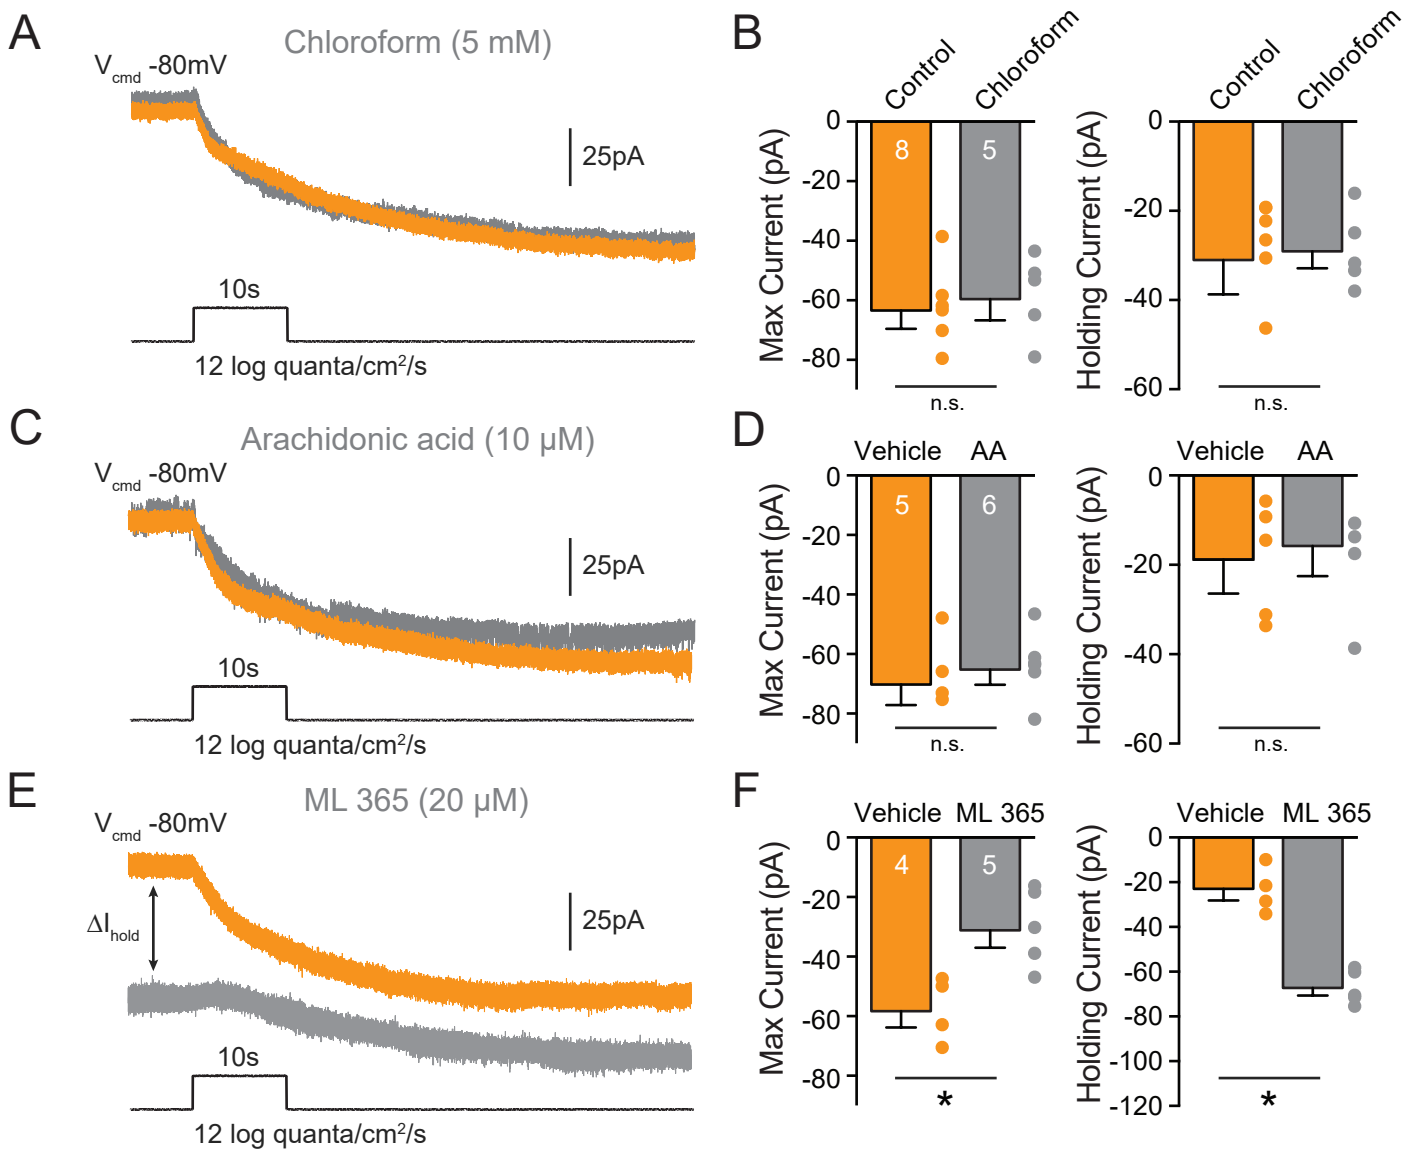 A
Chloroform (5 mM)
Vcmd -80mV
25pA
10s
12 log quanta/cm²/s
B
Control
Chloroform
0
-20
-40
-60
-80
Max Current (pA)
8
5
n.s.
Control
Chloroform
0
-20
-40
-60
Holding Current (pA)
n.s.
C
Arachidonic acid (10 µM)
Vcmd -80mV
25pA
10s
12 log quanta/cm²/s
D
Vehicle AA
0
-20
-40
-60
-80
Max Current (pA)
5
6
n.s.
Vehicle AA
0
-20
-40
-60
Holding Current (pA)
n.s.
E
ML 365 (20 µM)
Vcmd -80mV
ΔIhold
25pA
10s
12 log quanta/cm²/s
F
Vehicle ML 365
0
-20
-40
-60
-80
Max Current (pA)
4
5
*
Vehicle ML 365
0
-20
-40
-60
-80
-100
-120
Holding Current (pA)
*